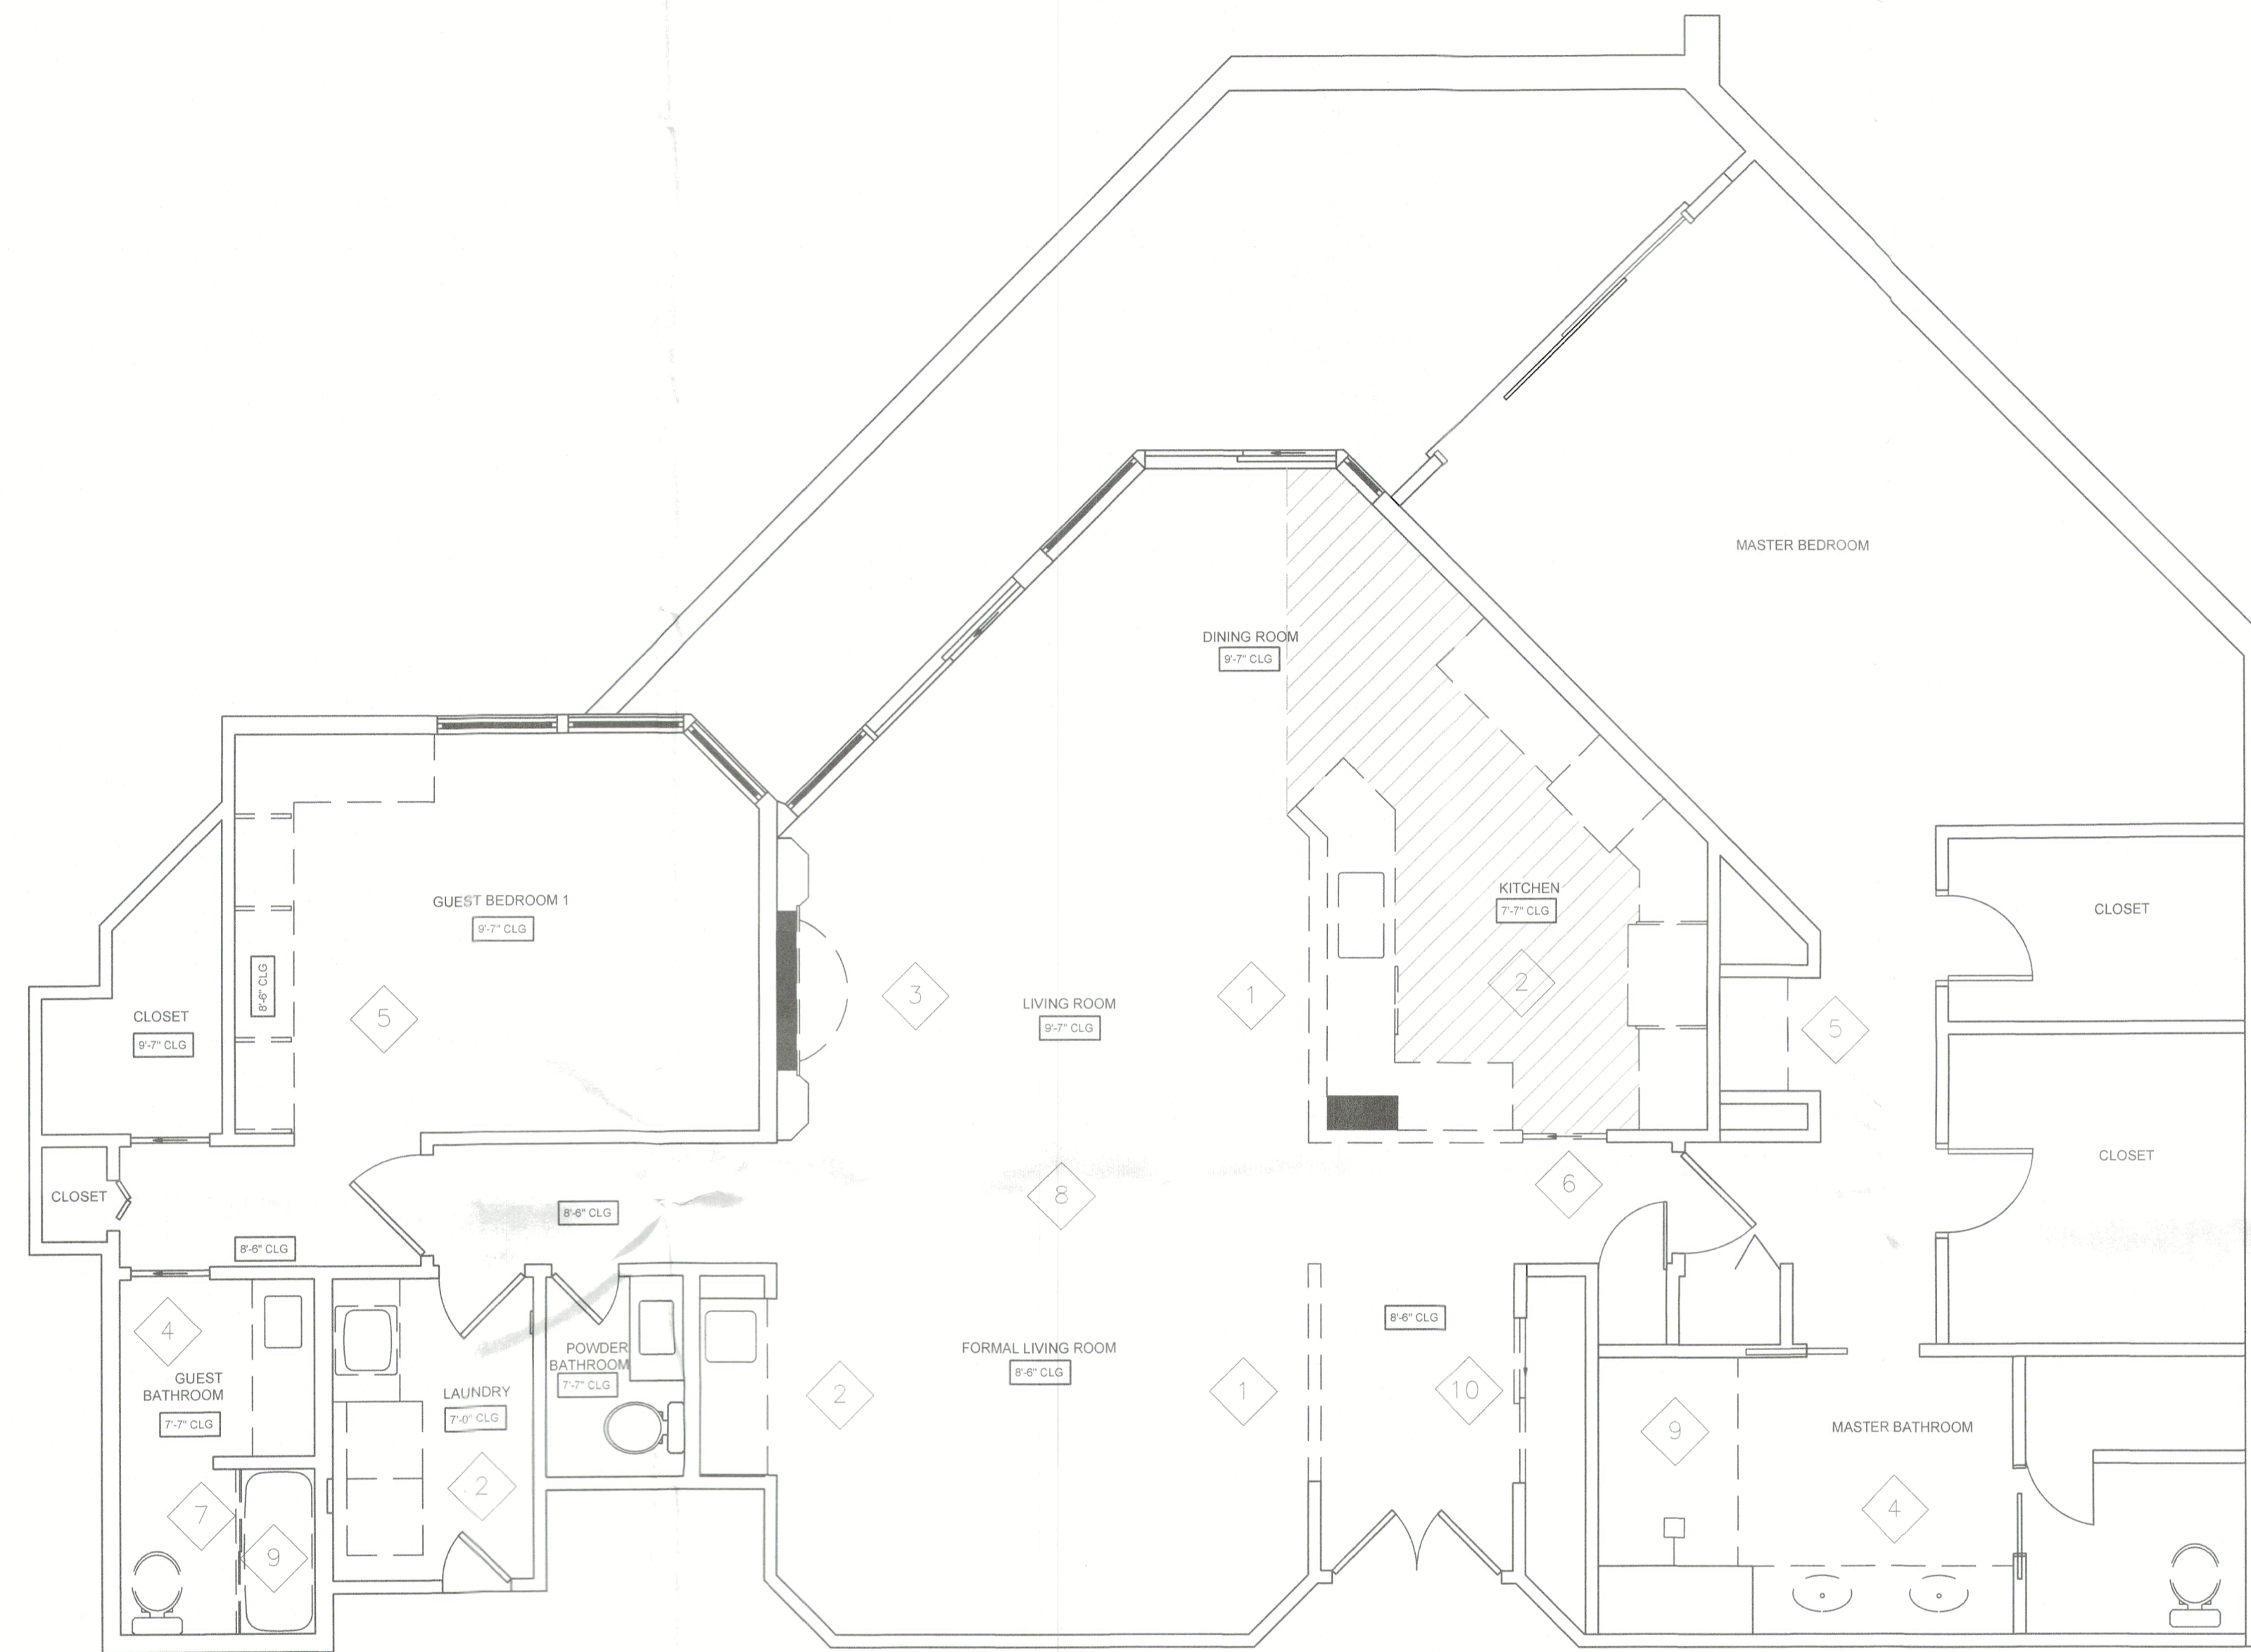 MASTER BEDROOM
DINING ROOM
9'-7" CLG
KITCHEN
7'-7" CLG
2
GUEST BEDROOM 1
9'-7" CLG
8'-6" CLG
5
CLOSET
9'-7" CLG
3
LIVING ROOM
9'-7" CLG
1
5
CLOSET
CLOSET
CLOSET
8'-6" CLG
8'-6" CLG
8
6
4
GUEST
BATHROOM
7'-7" CLG
7
9
LAUNDRY
7'-0" CLG
2
POWDER
BATHROOM
7'-7" CLG
2
FORMAL LIVING ROOM
8'-6" CLG
1
8'-6" CLG
10
9
MASTER BATHROOM
4